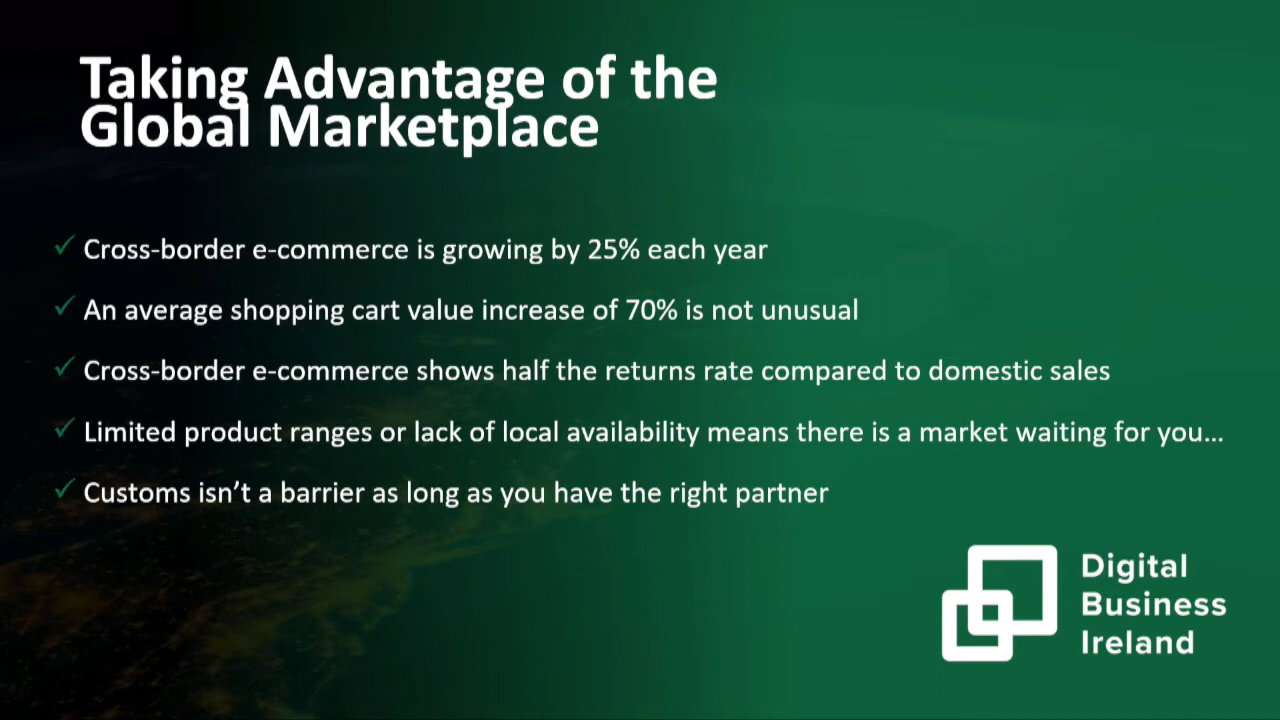 Taking Advantage of the
Global Marketplace
✓ Cross-border e-commerce is growing by 25% each year
✓ An average shopping cart value increase of 70% is not unusual
✓ Cross-border e-commerce shows half the returns rate compared to domestic sales
✓ Limited product ranges or lack of local availability means there is a market waiting for you...
✓ Customs isn’t a barrier as long as you have the right partner
Digital
Business
Ireland